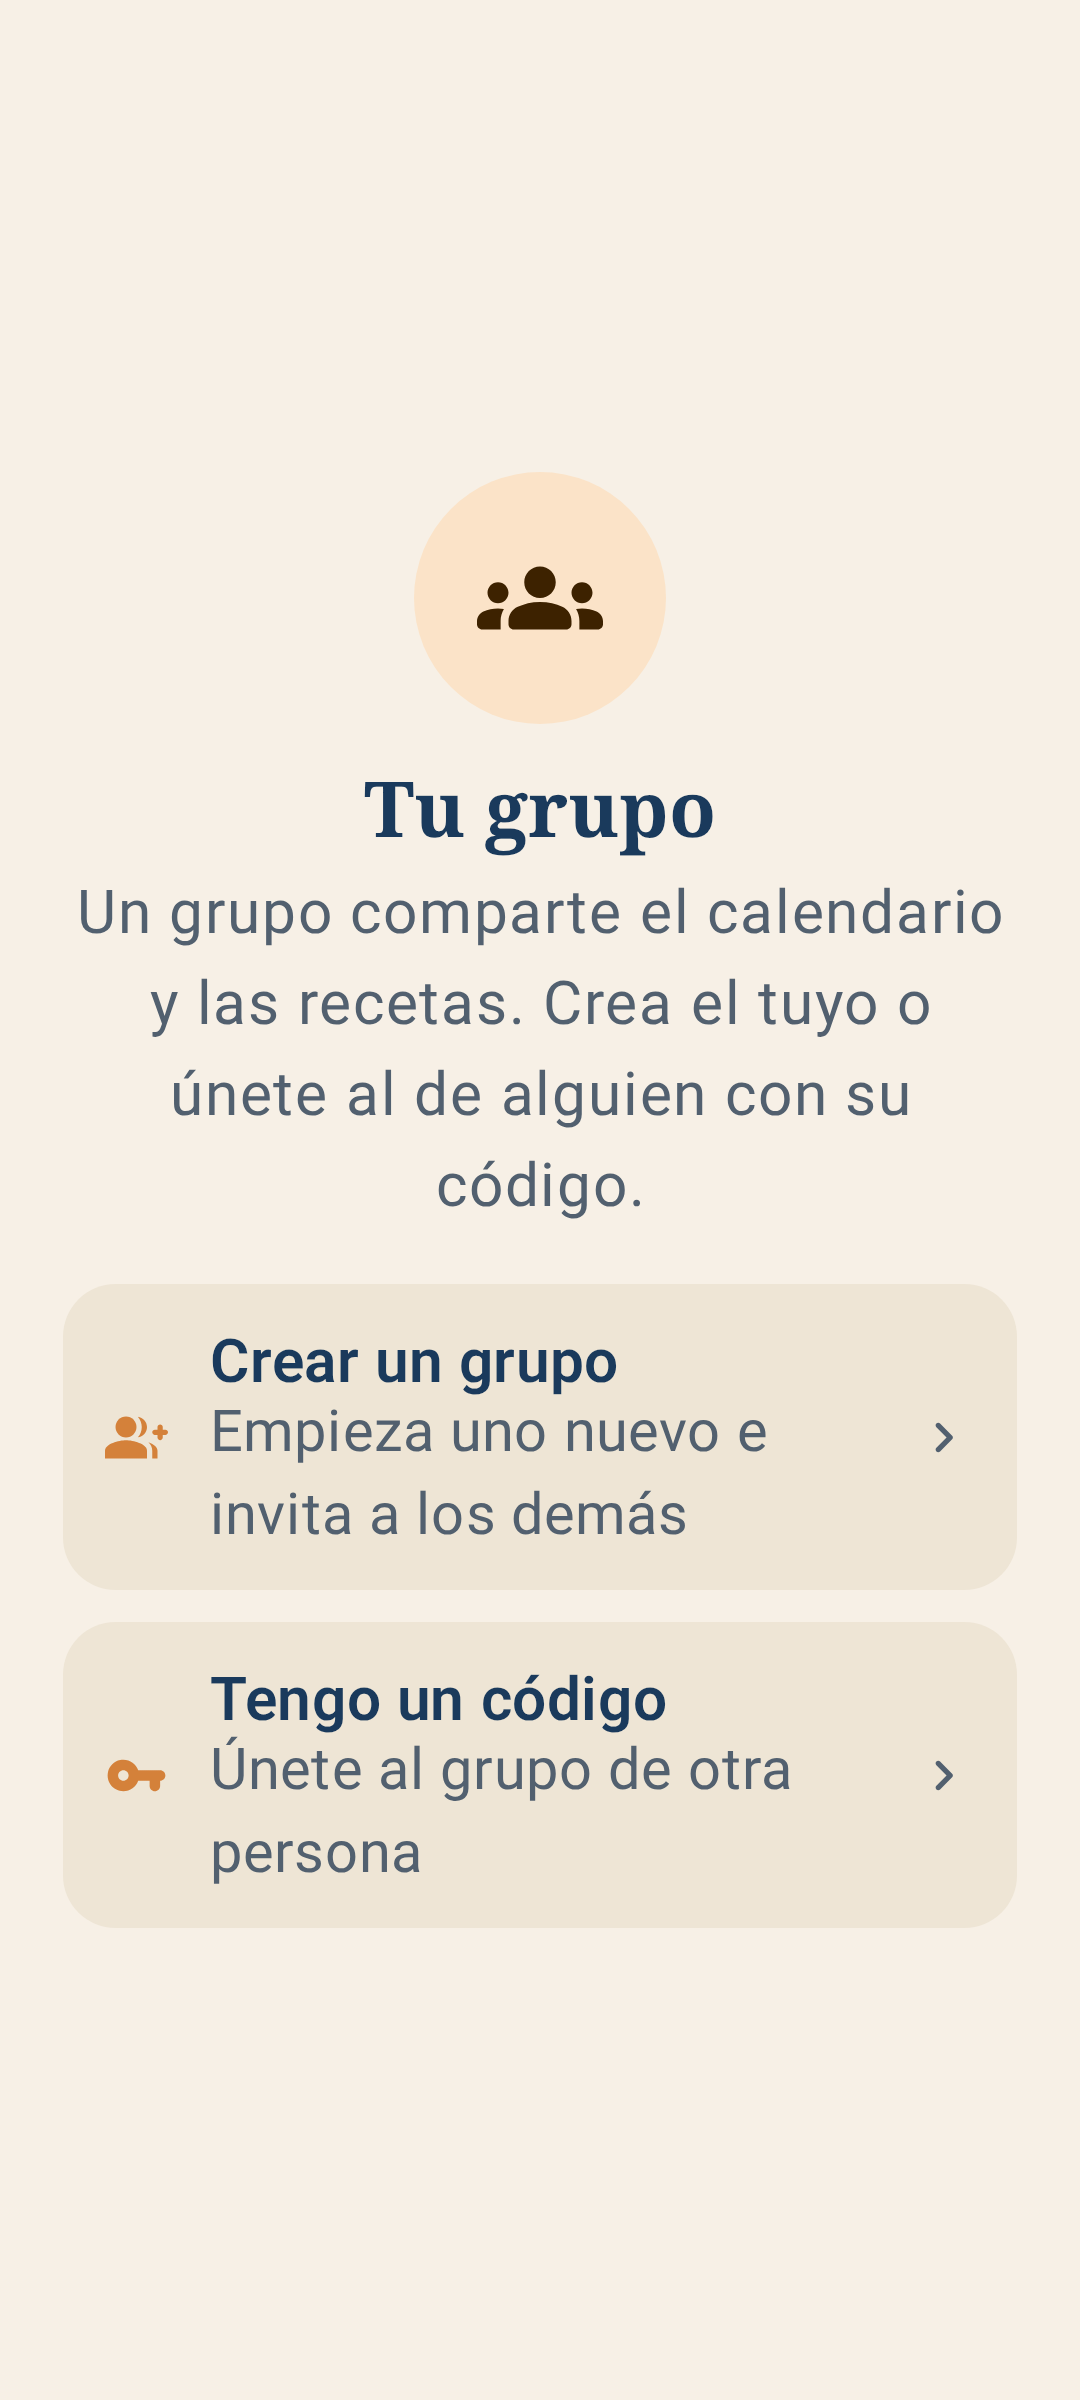 Tu grupo
Un grupo comparte el calendario
y las recetas. Crea el tuyo o
únete al de alguien con su
código.
Crear un grupo
Empieza uno nuevo e
invita a los demás
Tengo un código
Únete al grupo de otra
persona